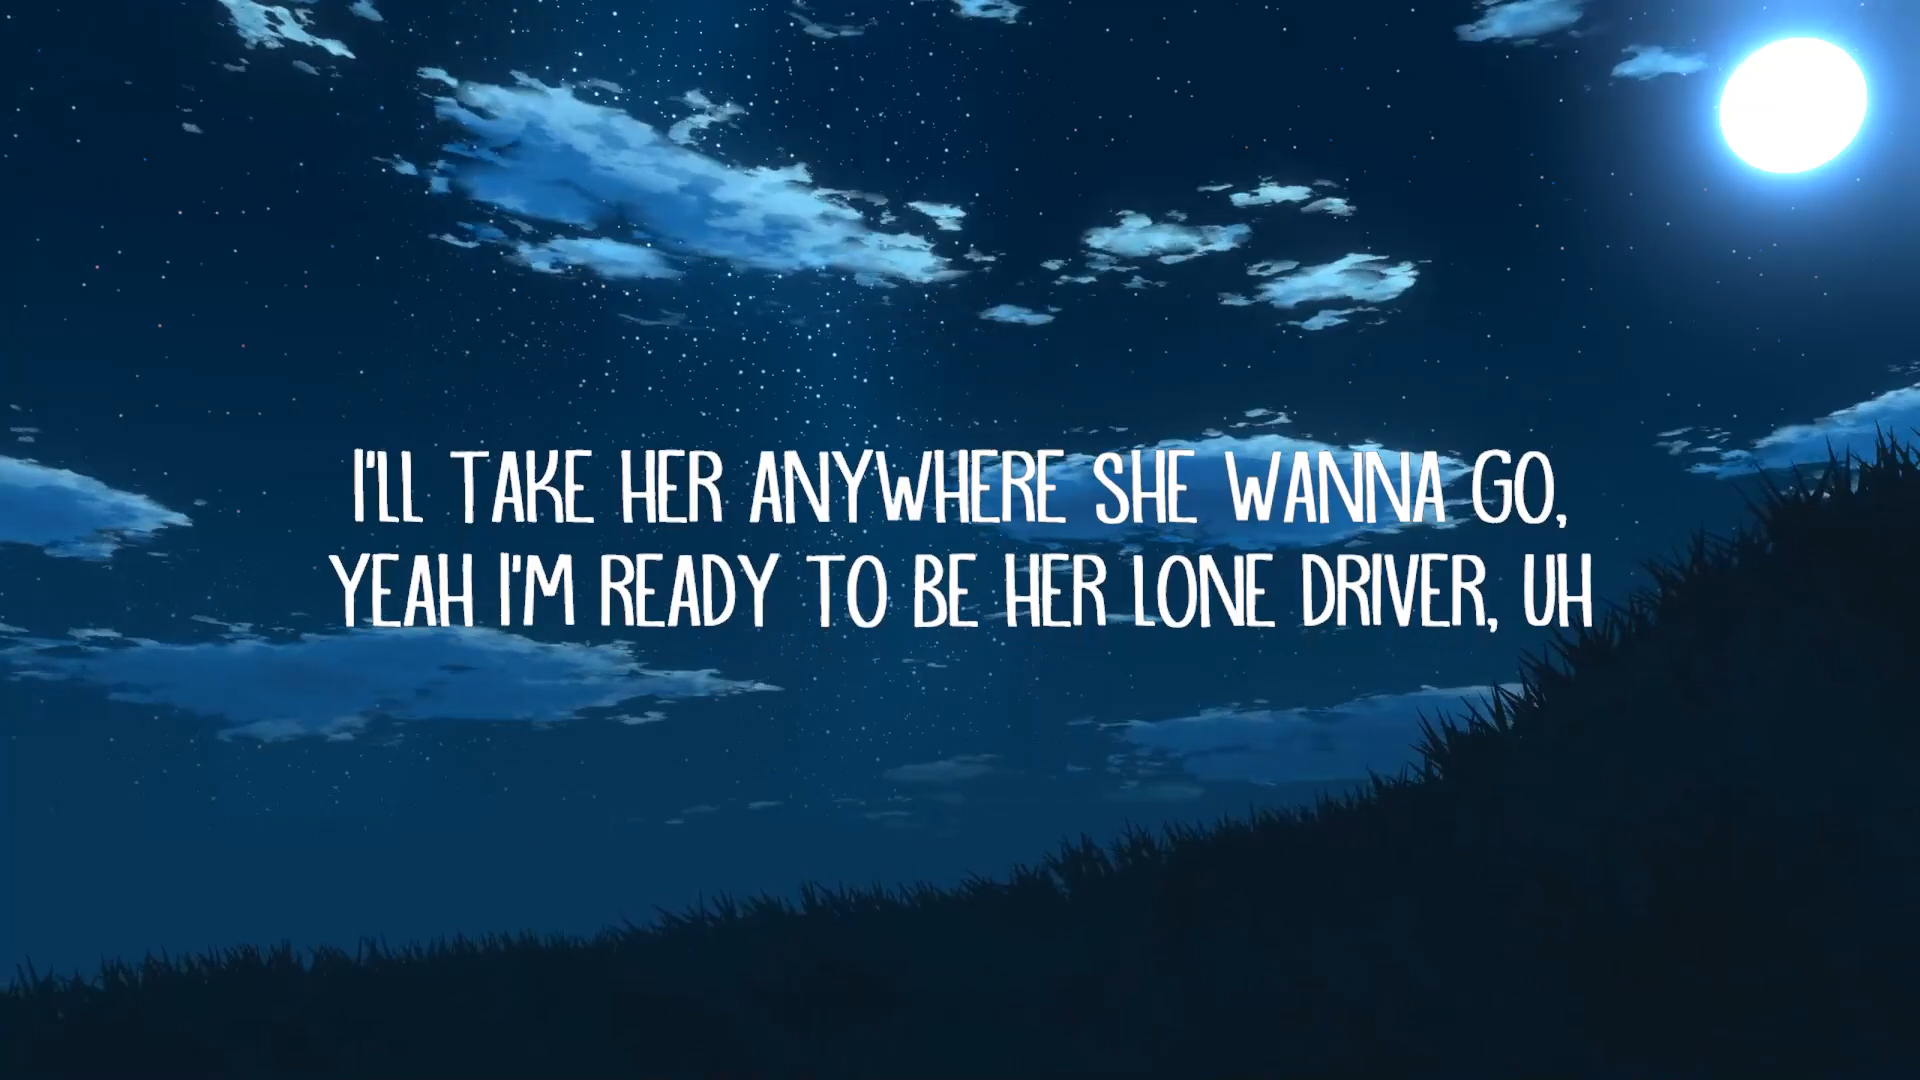 I'LL TAKE HER ANYWHERE SHE WANNA GO,
YEAH I'M READY TO BE HER LONE DRIVER, UH